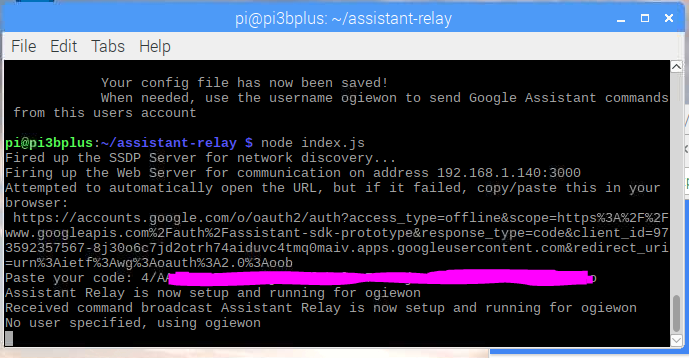 pi@pi3bplus: ~/assistant-relay
File Edit Tabs Help
Your config file has now been saved!
When needed, use the username ogiewon to send Google Assistant commands
from this users account
pi@pi3bplus:~/assistant-relay $ node index.js
Fired up the SSDP Server for network discovery...
Firing up the Web Server for communication on address 192.168.1.140:3000
Attempted to automatically open the URL, but if it failed, copy/paste this in your
browser:
https://accounts.google.com/o/oauth2/auth?access_type=offline&scope=https%3A%2F%2F
www.googleapis.com%2Fauth%2Fassistant-sdk-prototype&response_type=code&client_id=97
3592357567-8j30o6c7jd2otrh74aiduvc4tmq0maiv.apps.googleusercontent.com&redirect_uri
=urn%3Aietf%3Awg%3Aoauth%3A2.0%3Aoob
Paste your code: 4/AA
Assistant Relay is now setup and running for ogiewon
Received command broadcast Assistant Relay is now setup and running for ogiewon
No user specified, using ogiewon